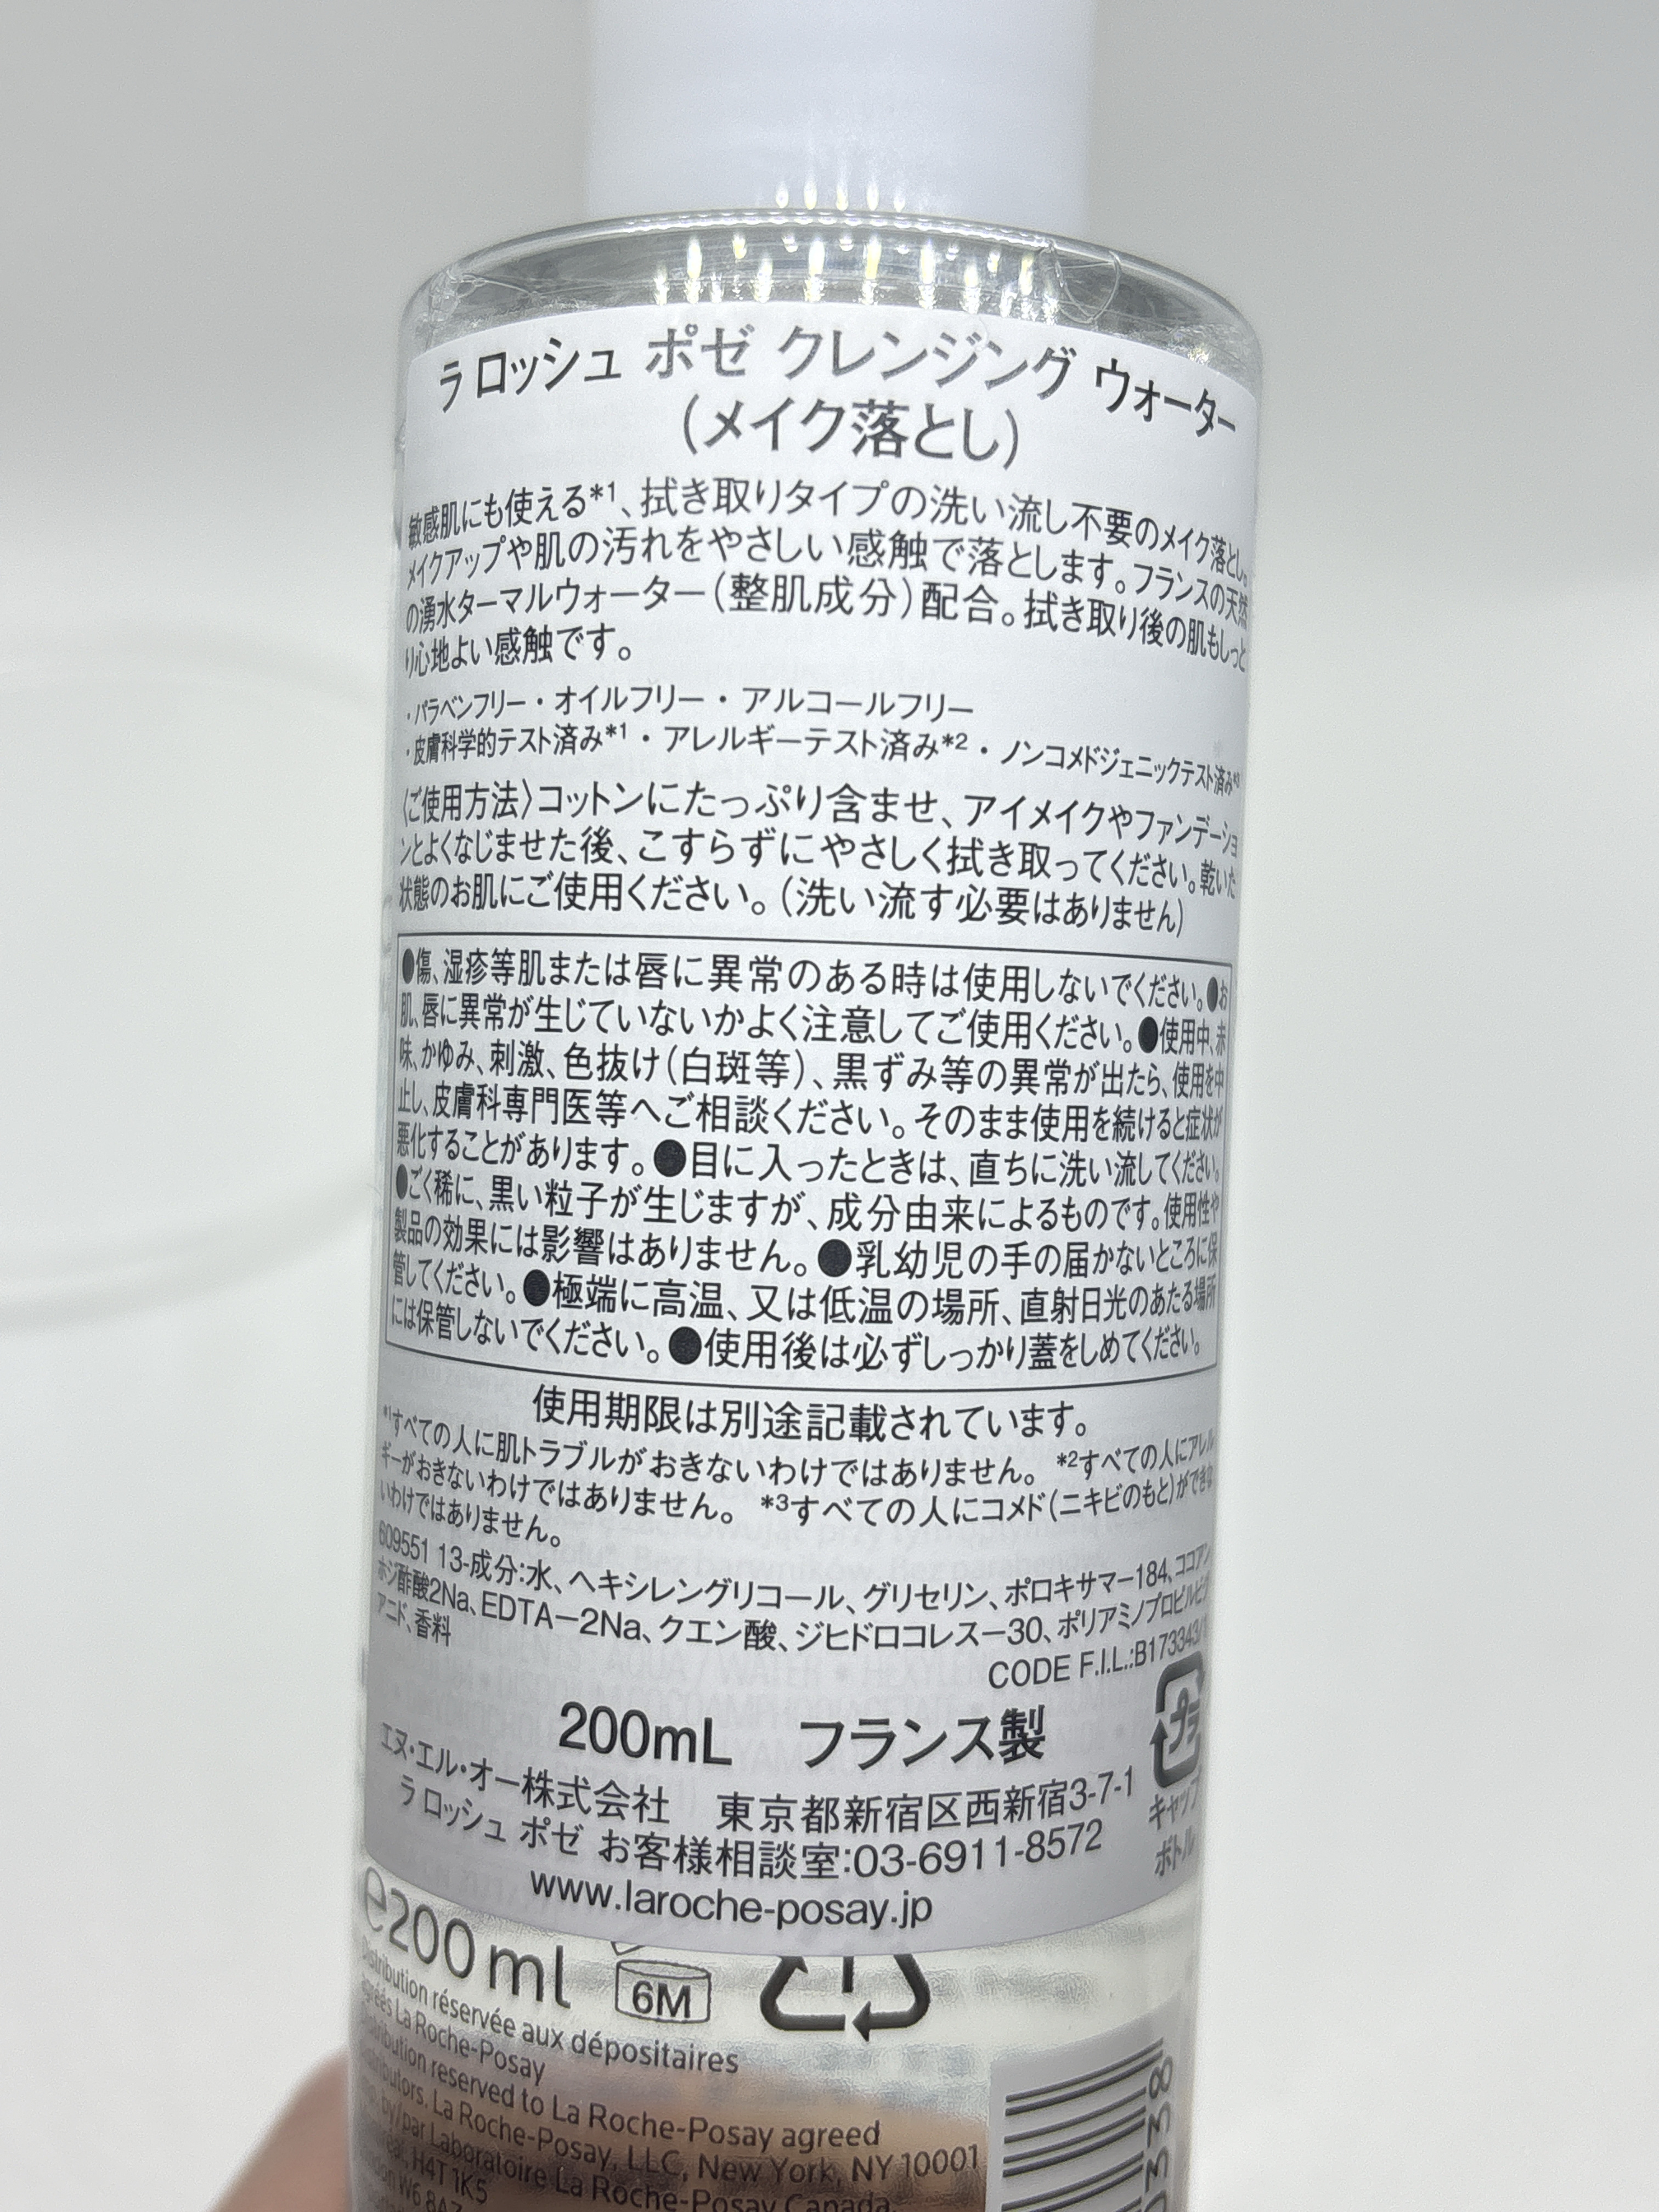 ラ ロッシュ ポゼ クレンジング ウォーター
(メイク落とし)
敏感肌にも使える*1、拭き取りタイプの洗い流し不要のメイク落とし。
メイクアップや肌の汚れをやさしい感触で落とします。フランスの天然
の湧水ターマルウォーター(整肌成分)配合。拭き取り後の肌もしっと
り心地よい感触です。
・パラベンフリー・オイルフリー・アルコールフリー
・皮膚科学的テスト済み*1・アレルギーテスト済み*2・ノンコメドジェニックテスト済み*3
〈ご使用方法〉コットンにたっぷり含ませ、アイメイクやファンデーショ
ンとよくなじませた後、こすらずにやさしく拭き取ってください。乾いた
状態のお肌にご使用ください。(洗い流す必要はありません)
●傷、湿疹等肌または唇に異常のある時は使用しないでください。●お
肌、唇に異常が生じていないかよく注意してご使用ください。●使用中、赤
味、かゆみ、刺激、色抜け(白斑等)、黒ずみ等の異常が出たら、使用を中
止し、皮膚科専門医等へご相談ください。そのまま使用を続けると症状が
悪化することがあります。●目に入ったときは、直ちに洗い流してください。
●ごく稀に、黒い粒子が生じますが、成分由来によるものです。使用性や
製品の効果には影響はありません。●乳幼児の手の届かないところに保
管してください。●極端に高温、又は低温の場所、直射日光のあたる場所
には保管しないでください。●使用後は必ずしっかり蓋をしめてください。
使用期限は別途記載されています。
*1すべての人に肌トラブルがおきないわけではありません。 *2すべての人にアレル
ギーがおきないわけではありません。 *3すべての人にコメド(ニキビのもと)ができな
いわけではありません。
609551 13-成分:水、ヘキシレングリコール、グリセリン、ポロキサマー184、ココアン
ホジ酢酸2Na、EDTAー2Na、クエン酸、ジヒドロコレスー30、ポリアミノプロピルビグ
アニド、香料
CODE F.I.L.:B173343/
200mL フランス製
プラ
キャップ
ボトル
エヌ・エル・オー株式会社 東京都新宿区西新宿3-7-1
ラ ロッシュ ポゼ お客様相談室:03-6911-8572
www.laroche-posay.jp
℮200 ml
6M
Distribution réservée aux dépositaires
agréés La Roche-Posay
Distribution reserved to La Roche-Posay agreed
distributors. La Roche-Posay, LLC, New York, NY 10001
by/par Laboratoire La Roche-Posay Canada,
H4T 1K5
W6 8AZ